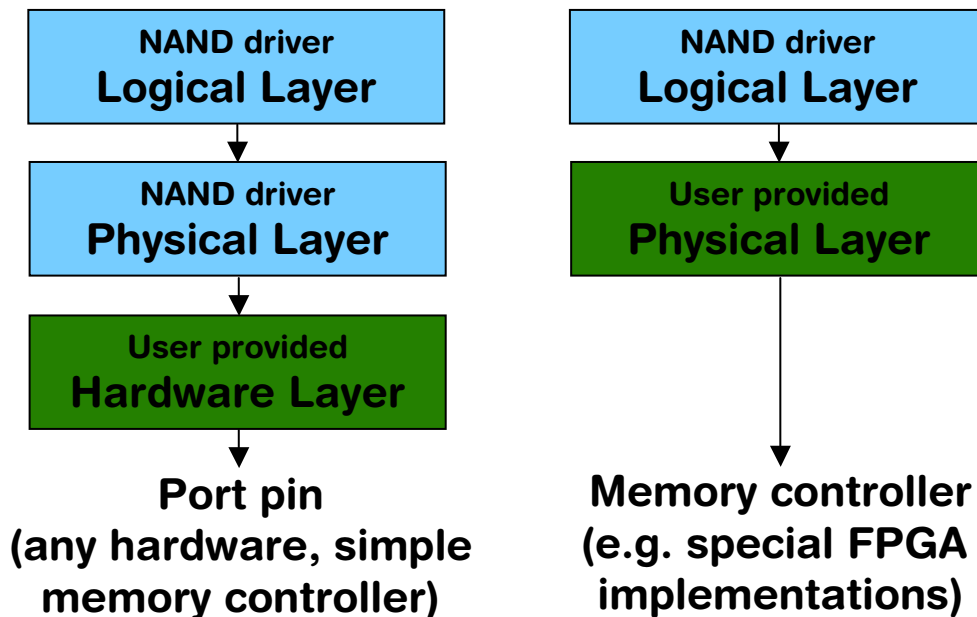 NAND driver
Logical Layer
NAND driver
Physical Layer
User provided
Hardware Layer
Port pin
(any hardware, simple
memory controller)
NAND driver
Logical Layer
User provided
Physical Layer
Memory controller
(e.g. special FPGA
implementations)